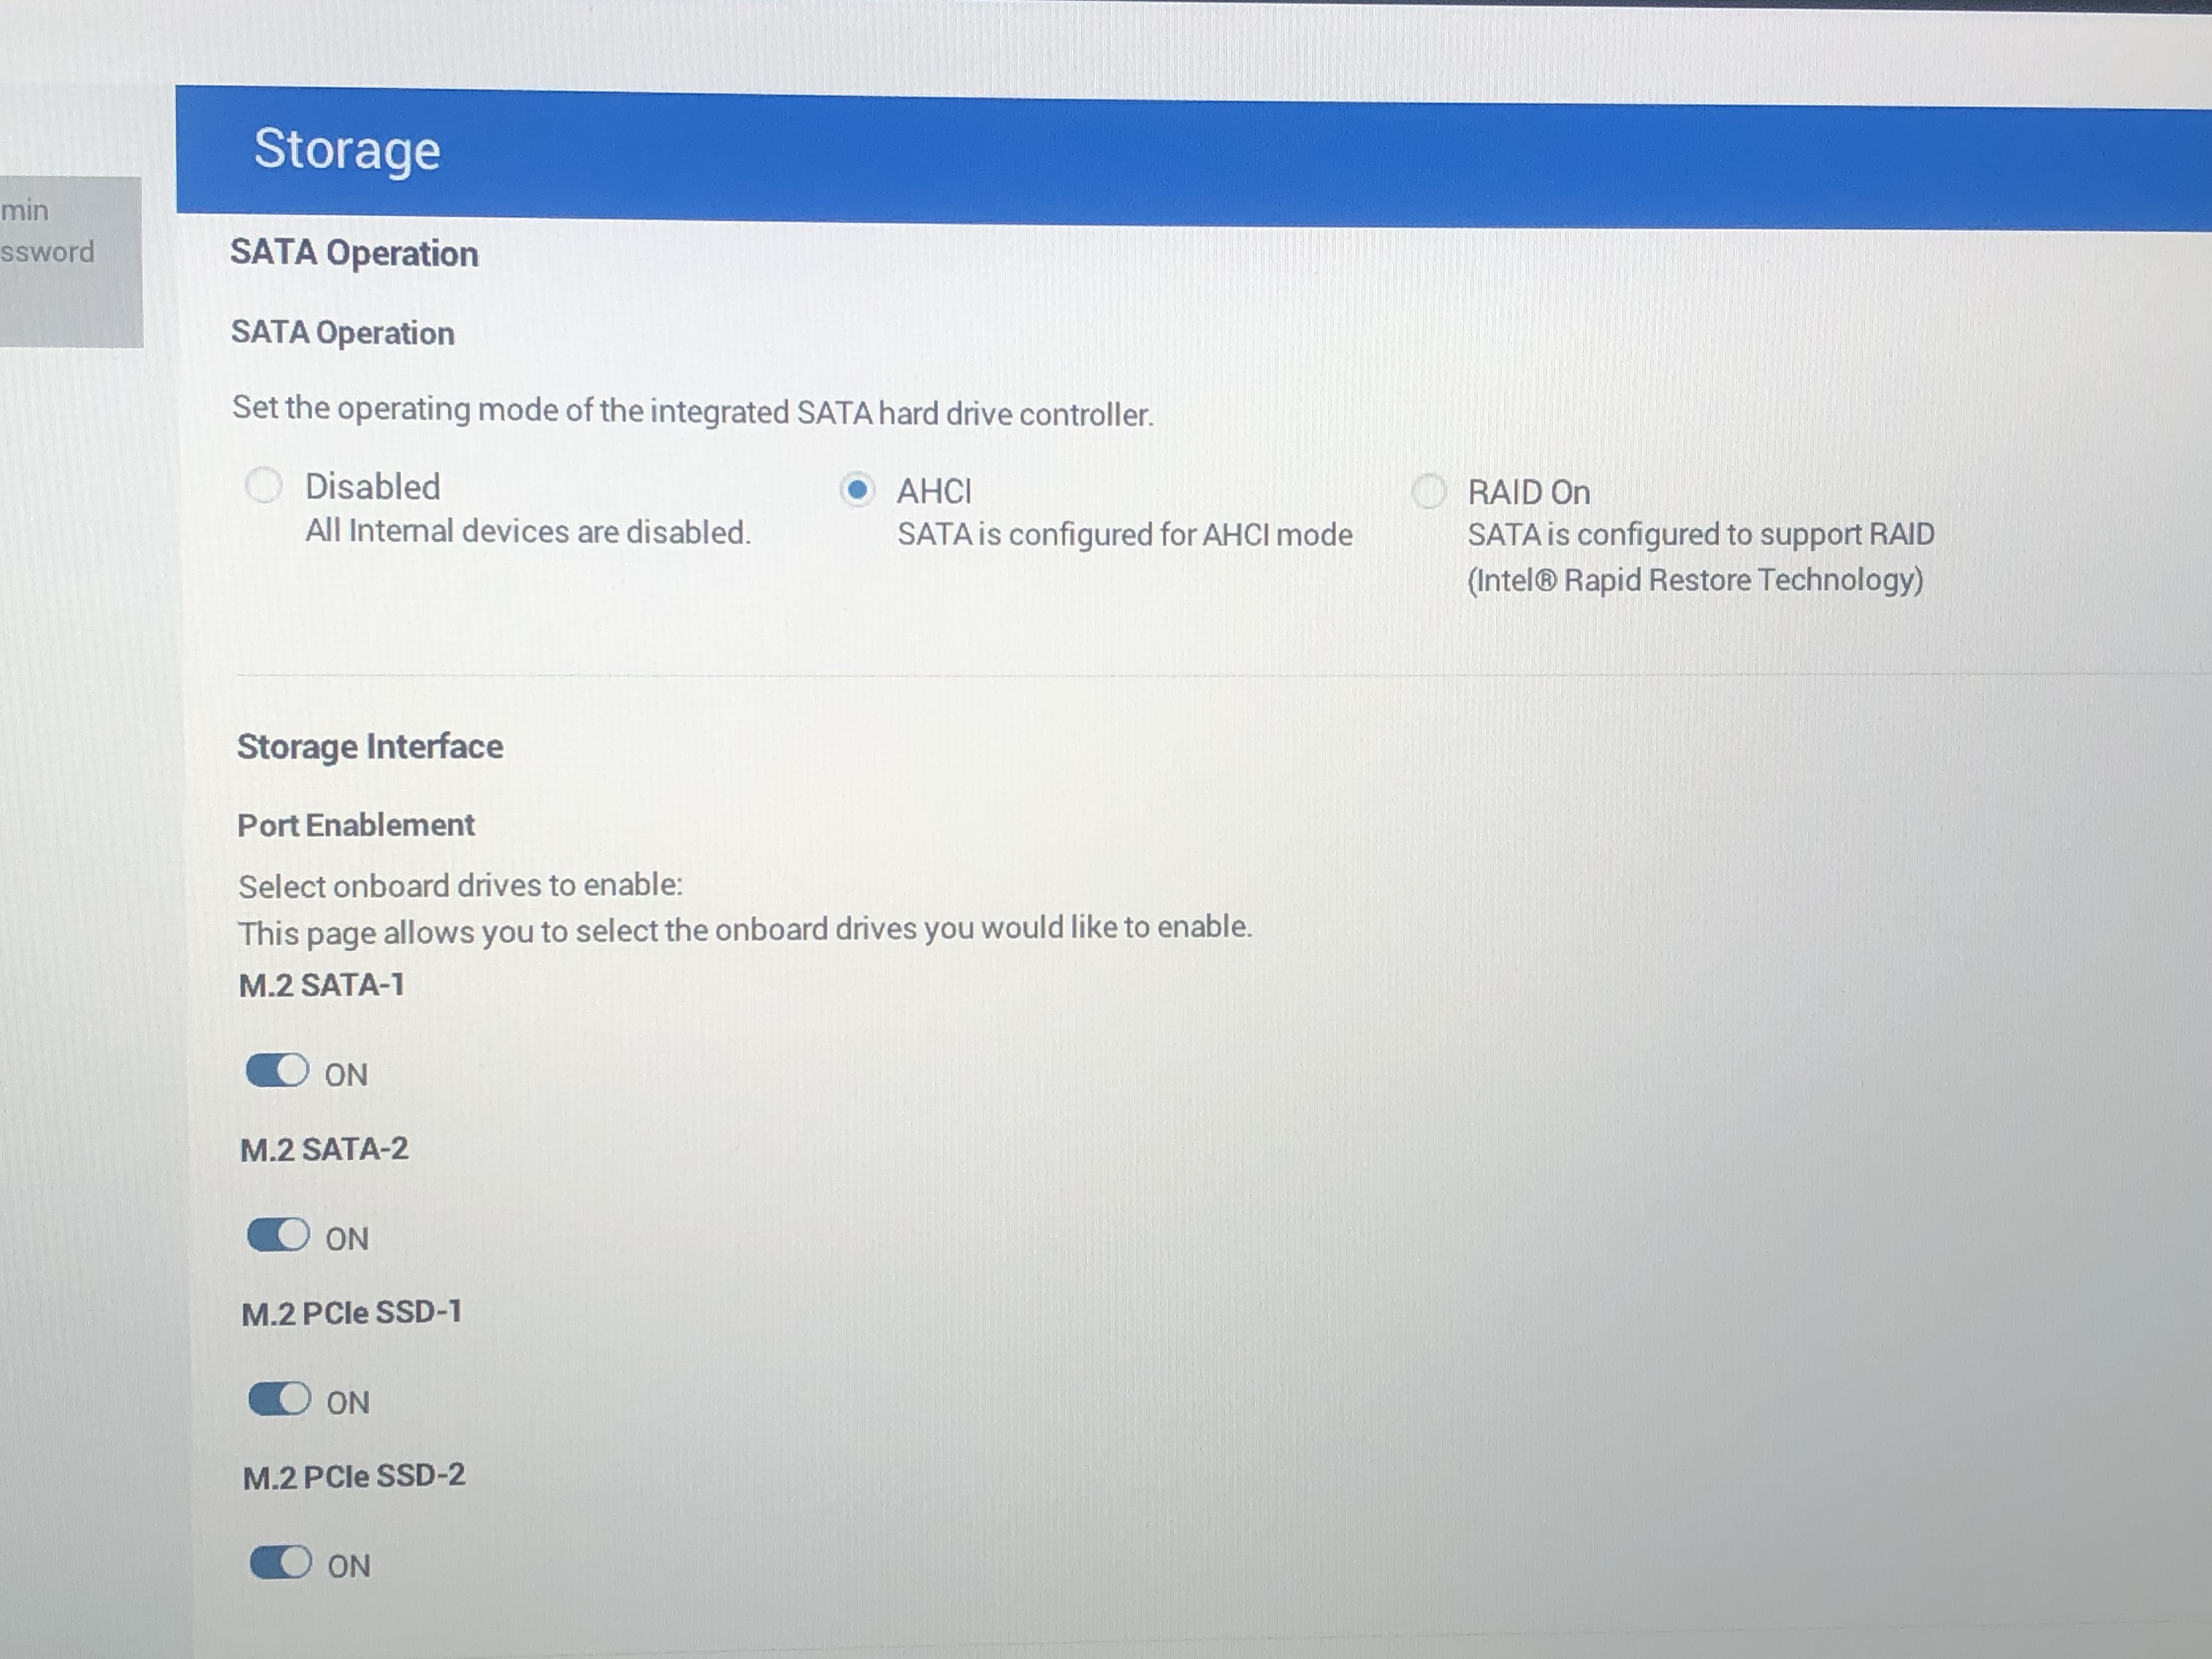 Storage
min
ssword
SATA Operation
SATA Operation
Set the operating mode of the integrated SATA hard drive controller.
Disabled
All Internal devices are disabled.
AHCI
SATA is configured for AHCI mode
RAID On
SATA is configured to support RAID
(Intel® Rapid Restore Technology)
Storage Interface
Port Enablement
Select onboard drives to enable:
This page allows you to select the onboard drives you would like to enable.
M.2 SATA-1
ON
M.2 SATA-2
ON
M.2 PCIe SSD-1
ON
M.2 PCIe SSD-2
ON